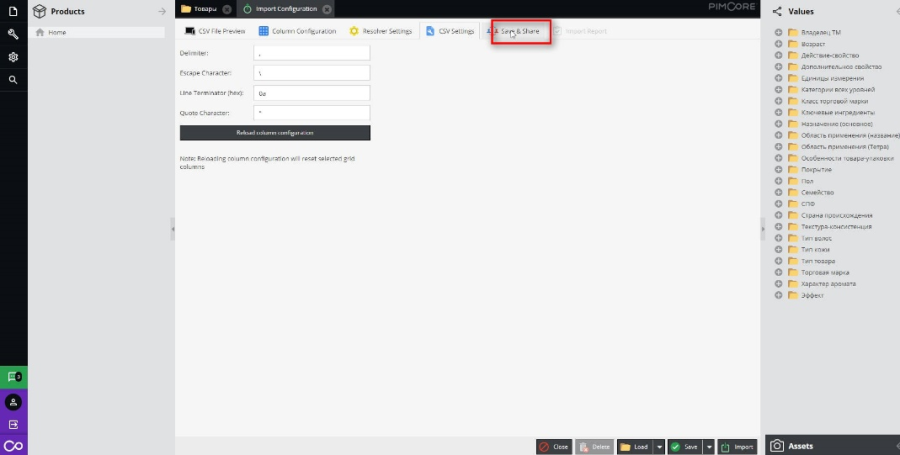 Products
Home
Товары
Import Configuration
PIMCORE
CSV File Preview
Column Configuration
Resolver Settings
CSV Settings
Save & Share
Import Report
Delimiter:
,
Escape Character:
\
Line Terminator (hex):
0a
Quote Character:
"
Reload column configuration
Note: Reloading column configuration will reset selected grid
columns
Close
Delete
Load
Save
Import
Values
Владелец ТМ
Возраст
Действие-свойство
Дополнительное свойство
Единицы измерения
Категории всех уровней
Класс торговой марки
Ключевые ингредиенты
Назначение (основное)
Область применения (название)
Область применения (Тетра)
Особенности товара-упаковки
Покрытие
Пол
Семейство
СПФ
Страна происхождения
Текстура-консистенция
Тип волос
Тип кожи
Тип товара
Торговая марка
Характер аромата
Эффект
Assets
3